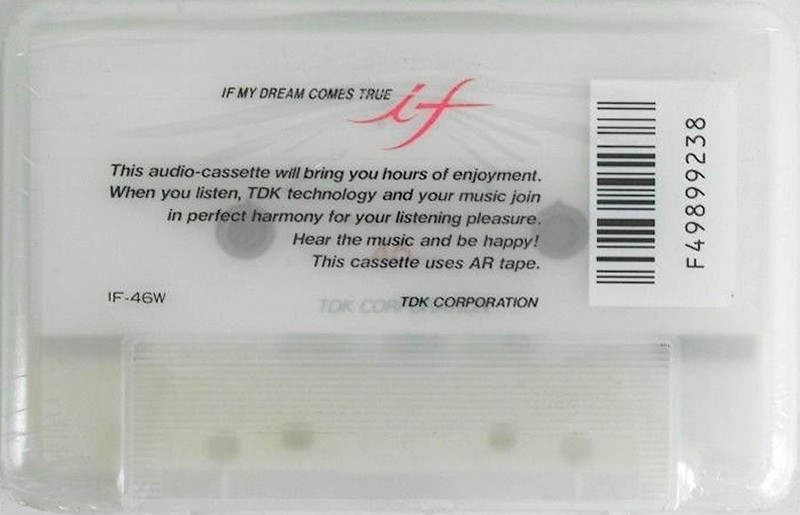 IF MY DREAM COMES TRUE if
This audio-cassette will bring you hours of enjoyment.
When you listen, TDK technology and your music join
in perfect harmony for your listening pleasure.
Hear the music and be happy!
This cassette uses AR tape.
IF-46W
TDK CORPORATION
TDK CORPORATION
F49899238